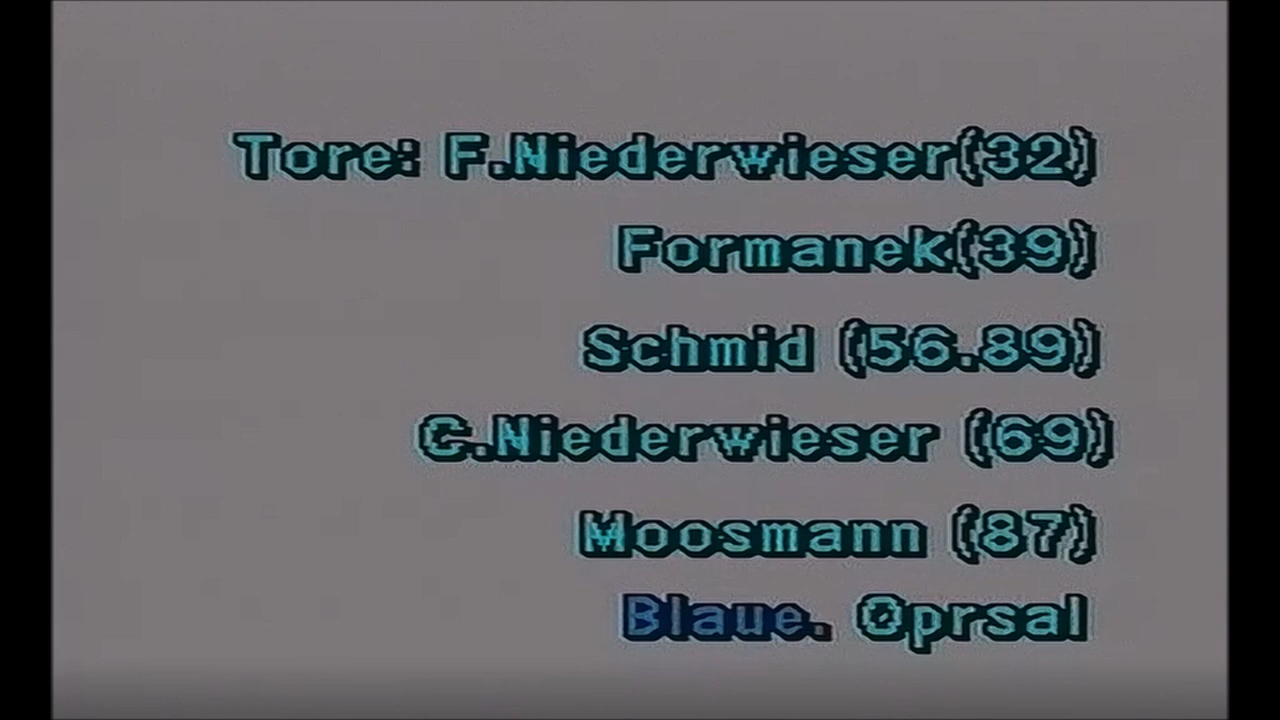 Tore: F.Niederwieser(32)
Formanek(39)
Schmid (56.89)
C.Niederwieser (69)
Moosmann (87)
Blaue. Oprsal